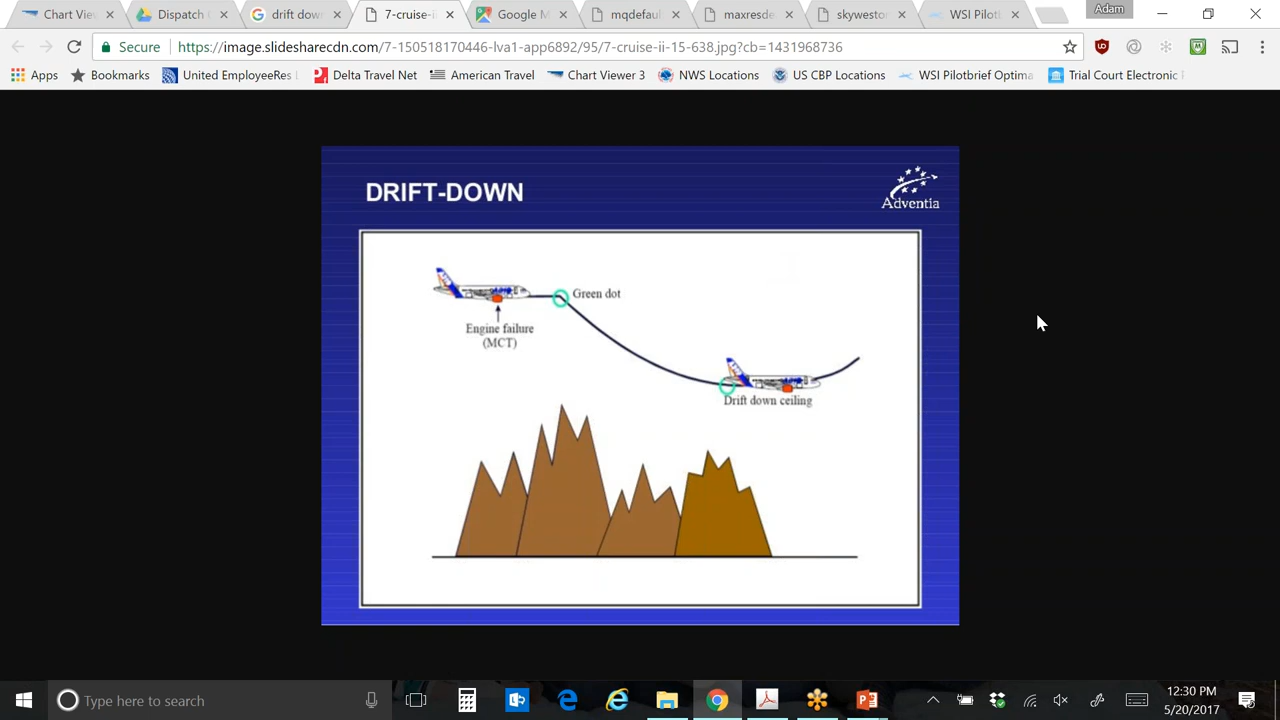 Chart View
Dispatch
drift dow
7-cruise-i
Google M
mqdefaul
maxresde
skywesto
WSI Pilot
Adam
Secure
https://image.slidesharecdn.com/7-150518170446-lva1-app6892/95/7-cruise-ii-15-638.jpg?cb=1431968736
Apps
Bookmarks
United EmployeeRes
Delta Travel Net
American Travel
Chart Viewer 3
NWS Locations
US CBP Locations
WSI Pilotbrief Optima
Trial Court Electronic
DRIFT-DOWN
Adventia
Green dot
Engine failure
(MCT)
Drift down ceiling
Type here to search
12:30 PM
5/20/2017